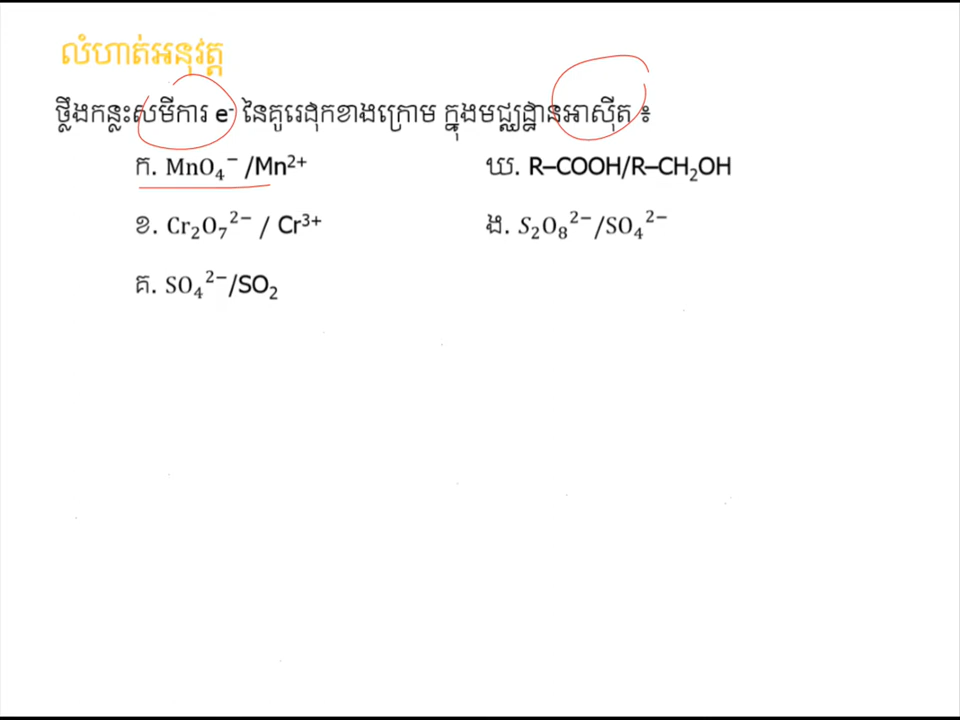 លំហាត់អនុវត្ត
ថ្លឹងកន្លះសមីការ e⁻ នៃគូរេដុកខាងក្រោម ក្នុងមជ្ឈដ្ឋានអាស៊ីត ៖
ក. MnO₄⁻ /Mn²⁺
ឃ. R–COOH/R–CH₂OH
ខ. Cr₂O₇²⁻ / Cr³⁺
ង. S₂O₈²⁻/SO₄²⁻
គ. SO₄²⁻/SO₂